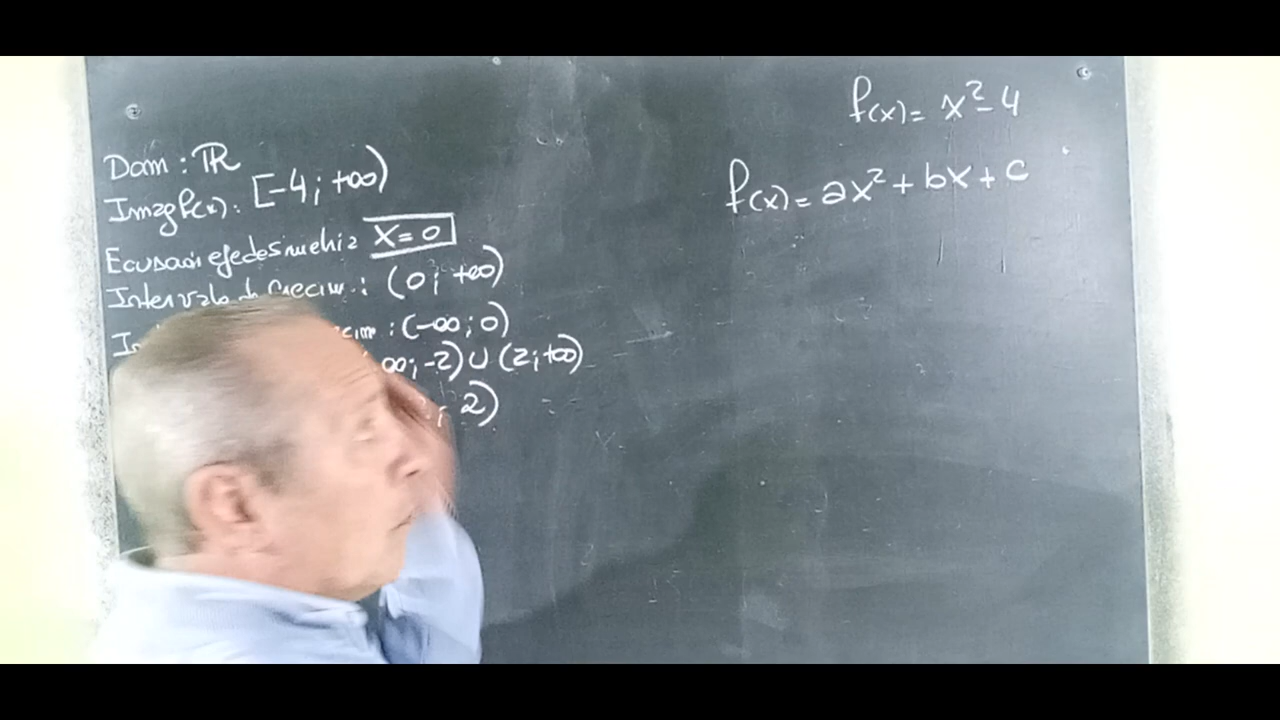 f(x) = x² - 4
f(x) = ax² + bx + c
Dom : ℝ
Imag f(x) : [-4 ; +∞)
Ecuación eje de simetría X = 0
Intervalo de Crecim. : (0 ; +∞)
: (-∞ ; 0)
∞ ; -2) ∪ (2 ; +∞)
; 2)